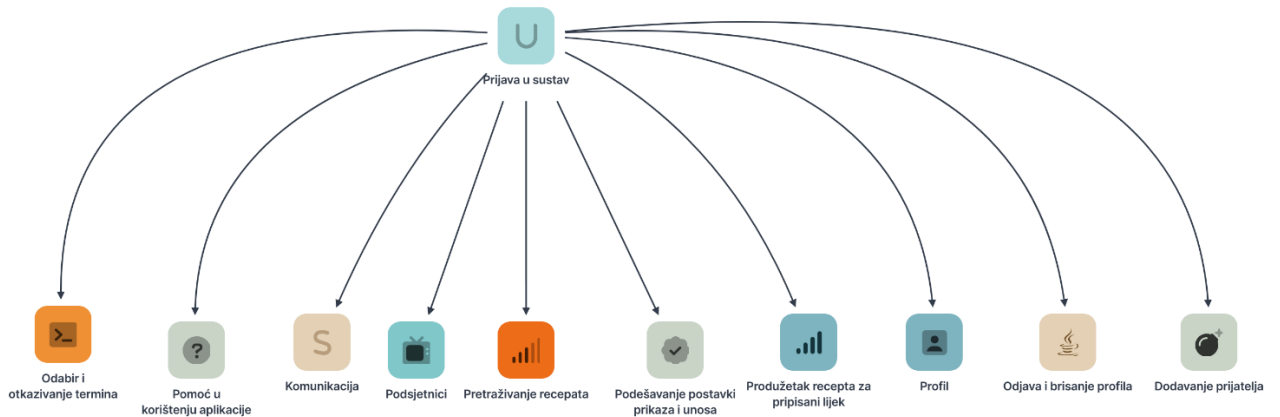 U
Prijava u sustav
>_
Odabir i
otkazivanje termina
?
Pomoć u
korištenju aplikacije
S
Komunikacija
Podsjetnici
Pretraživanje recepata
Podešavanje postavki
prikaza i unosa
Produžetak recepta za
pripisani lijek
Profil
Odjava i brisanje profila
Dodavanje prijatelja